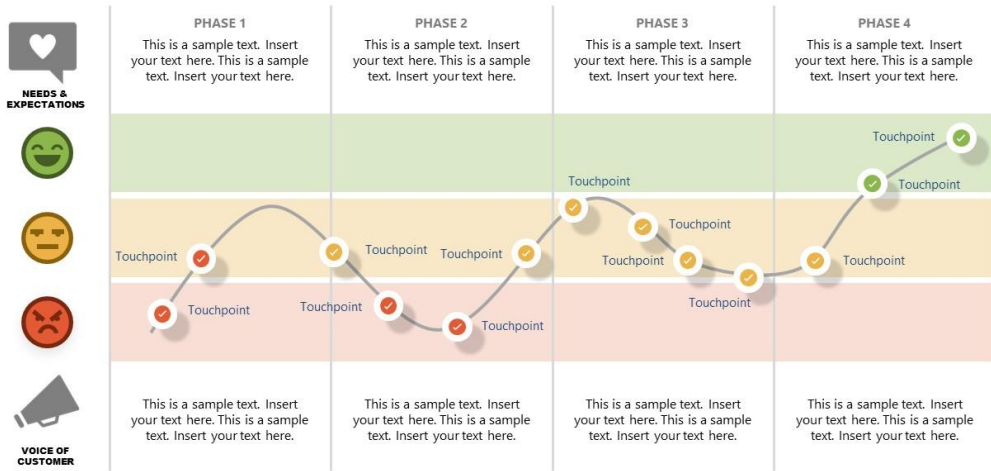 PHASE 1
PHASE 2
PHASE 3
PHASE 4
This is a sample text. Insert
your text here. This is a sample
text. Insert your text here.
This is a sample text. Insert
your text here. This is a sample
text. Insert your text here.
This is a sample text. Insert
your text here. This is a sample
text. Insert your text here.
This is a sample text. Insert
your text here. This is a sample
text. Insert your text here.
NEEDS &
EXPECTATIONS
Touchpoint
Touchpoint
Touchpoint
Touchpoint
Touchpoint
Touchpoint
Touchpoint
Touchpoint
Touchpoint
Touchpoint
Touchpoint
Touchpoint
Touchpoint
Touchpoint
This is a sample text. Insert
your text here. This is a sample
text. Insert your text here.
This is a sample text. Insert
your text here. This is a sample
text. Insert your text here.
This is a sample text. Insert
your text here. This is a sample
text. Insert your text here.
This is a sample text. Insert
your text here. This is a sample
text. Insert your text here.
VOICE OF
CUSTOMER